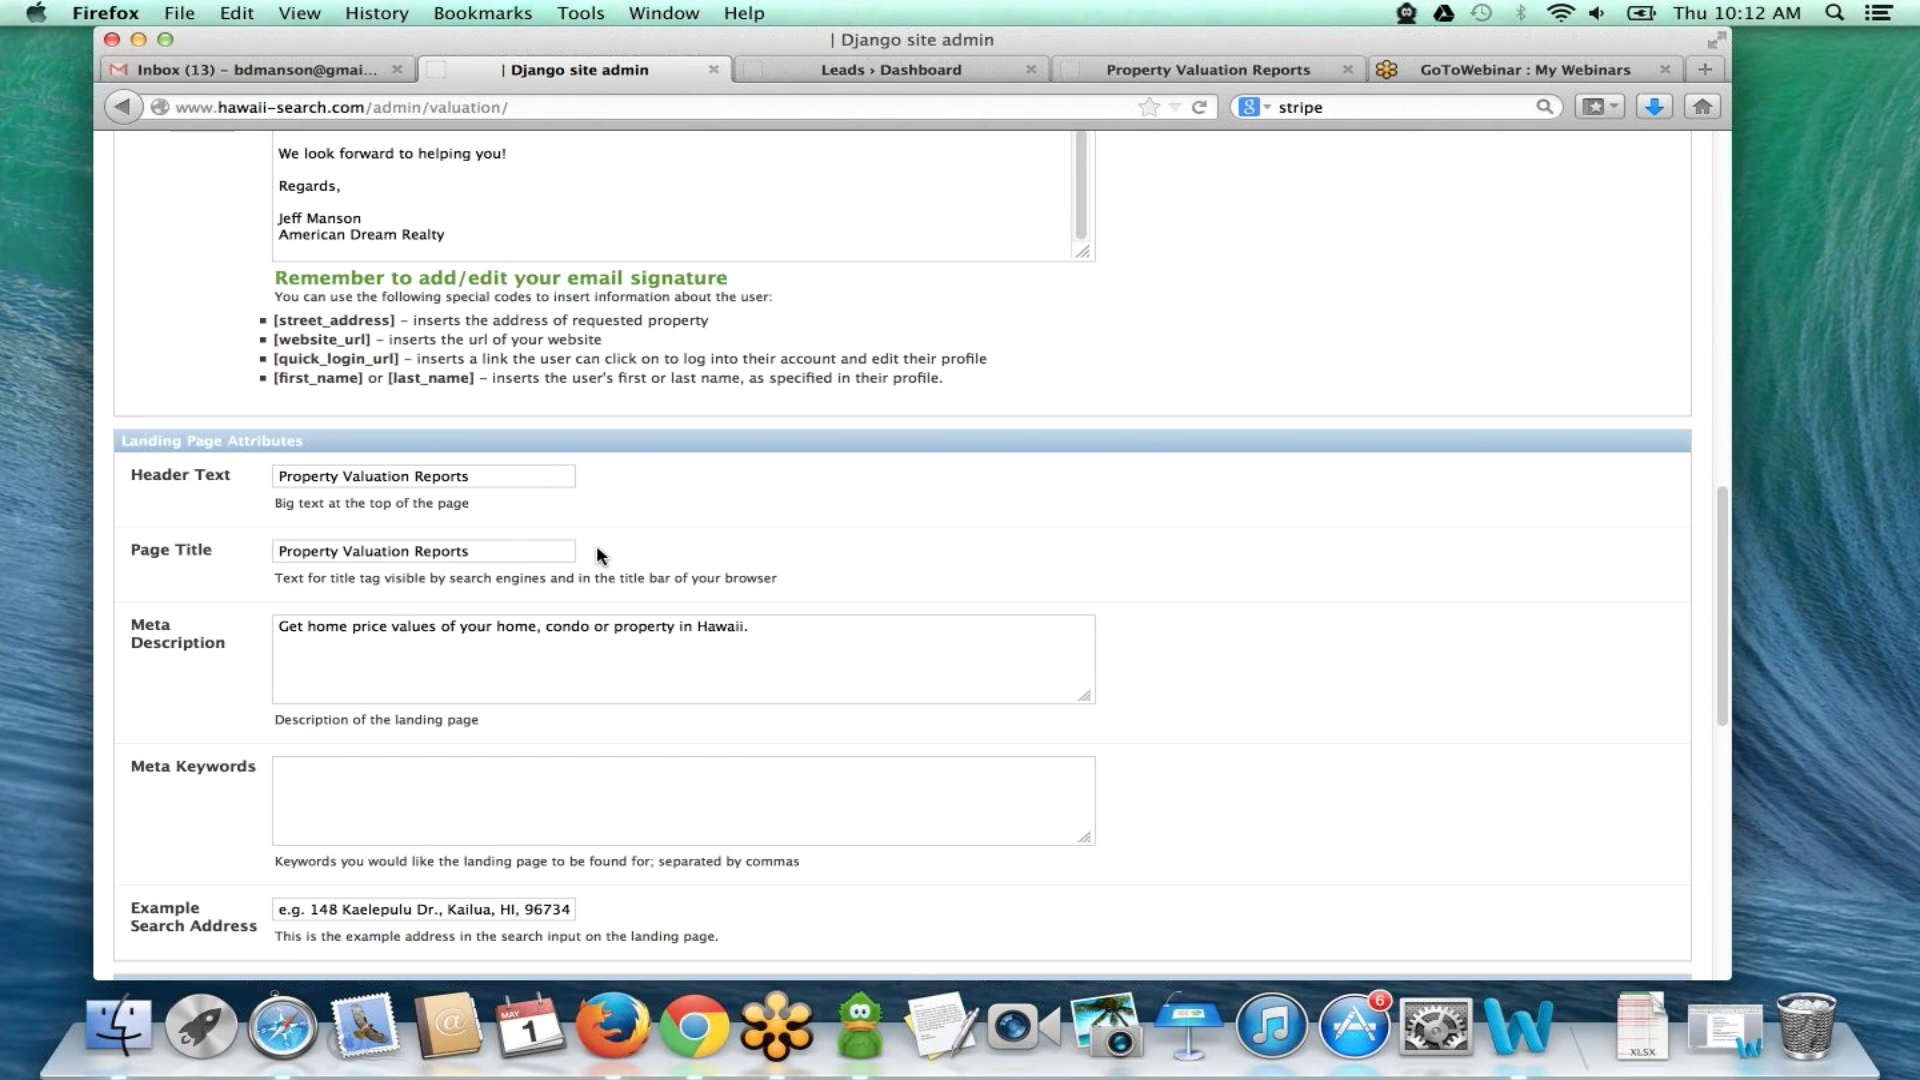 Firefox File Edit View History Bookmarks Tools Window Help Thu 10:12 AM
| Django site admin
Inbox (13) – bdmanson@gmai... | Django site admin Leads › Dashboard Property Valuation Reports GoToWebinar : My Webinars
www.hawaii-search.com/admin/valuation/ stripe
We look forward to helping you!
Regards,
Jeff Manson
American Dream Realty
Remember to add/edit your email signature
You can use the following special codes to insert information about the user:
[street_address] – inserts the address of requested property
[website_url] – inserts the url of your website
[quick_login_url] – inserts a link the user can click on to log into their account and edit their profile
[first_name] or [last_name] – inserts the user's first or last name, as specified in their profile.
Landing Page Attributes
Header Text Property Valuation Reports
Big text at the top of the page
Page Title Property Valuation Reports
Text for title tag visible by search engines and in the title bar of your browser
Meta
Description
Get home price values of your home, condo or property in Hawaii.
Description of the landing page
Meta Keywords
Keywords you would like the landing page to be found for; separated by commas
Example
Search Address
e.g. 148 Kaelepulu Dr., Kailua, HI, 96734
This is the example address in the search input on the landing page.
MAY
1
6
XLSX